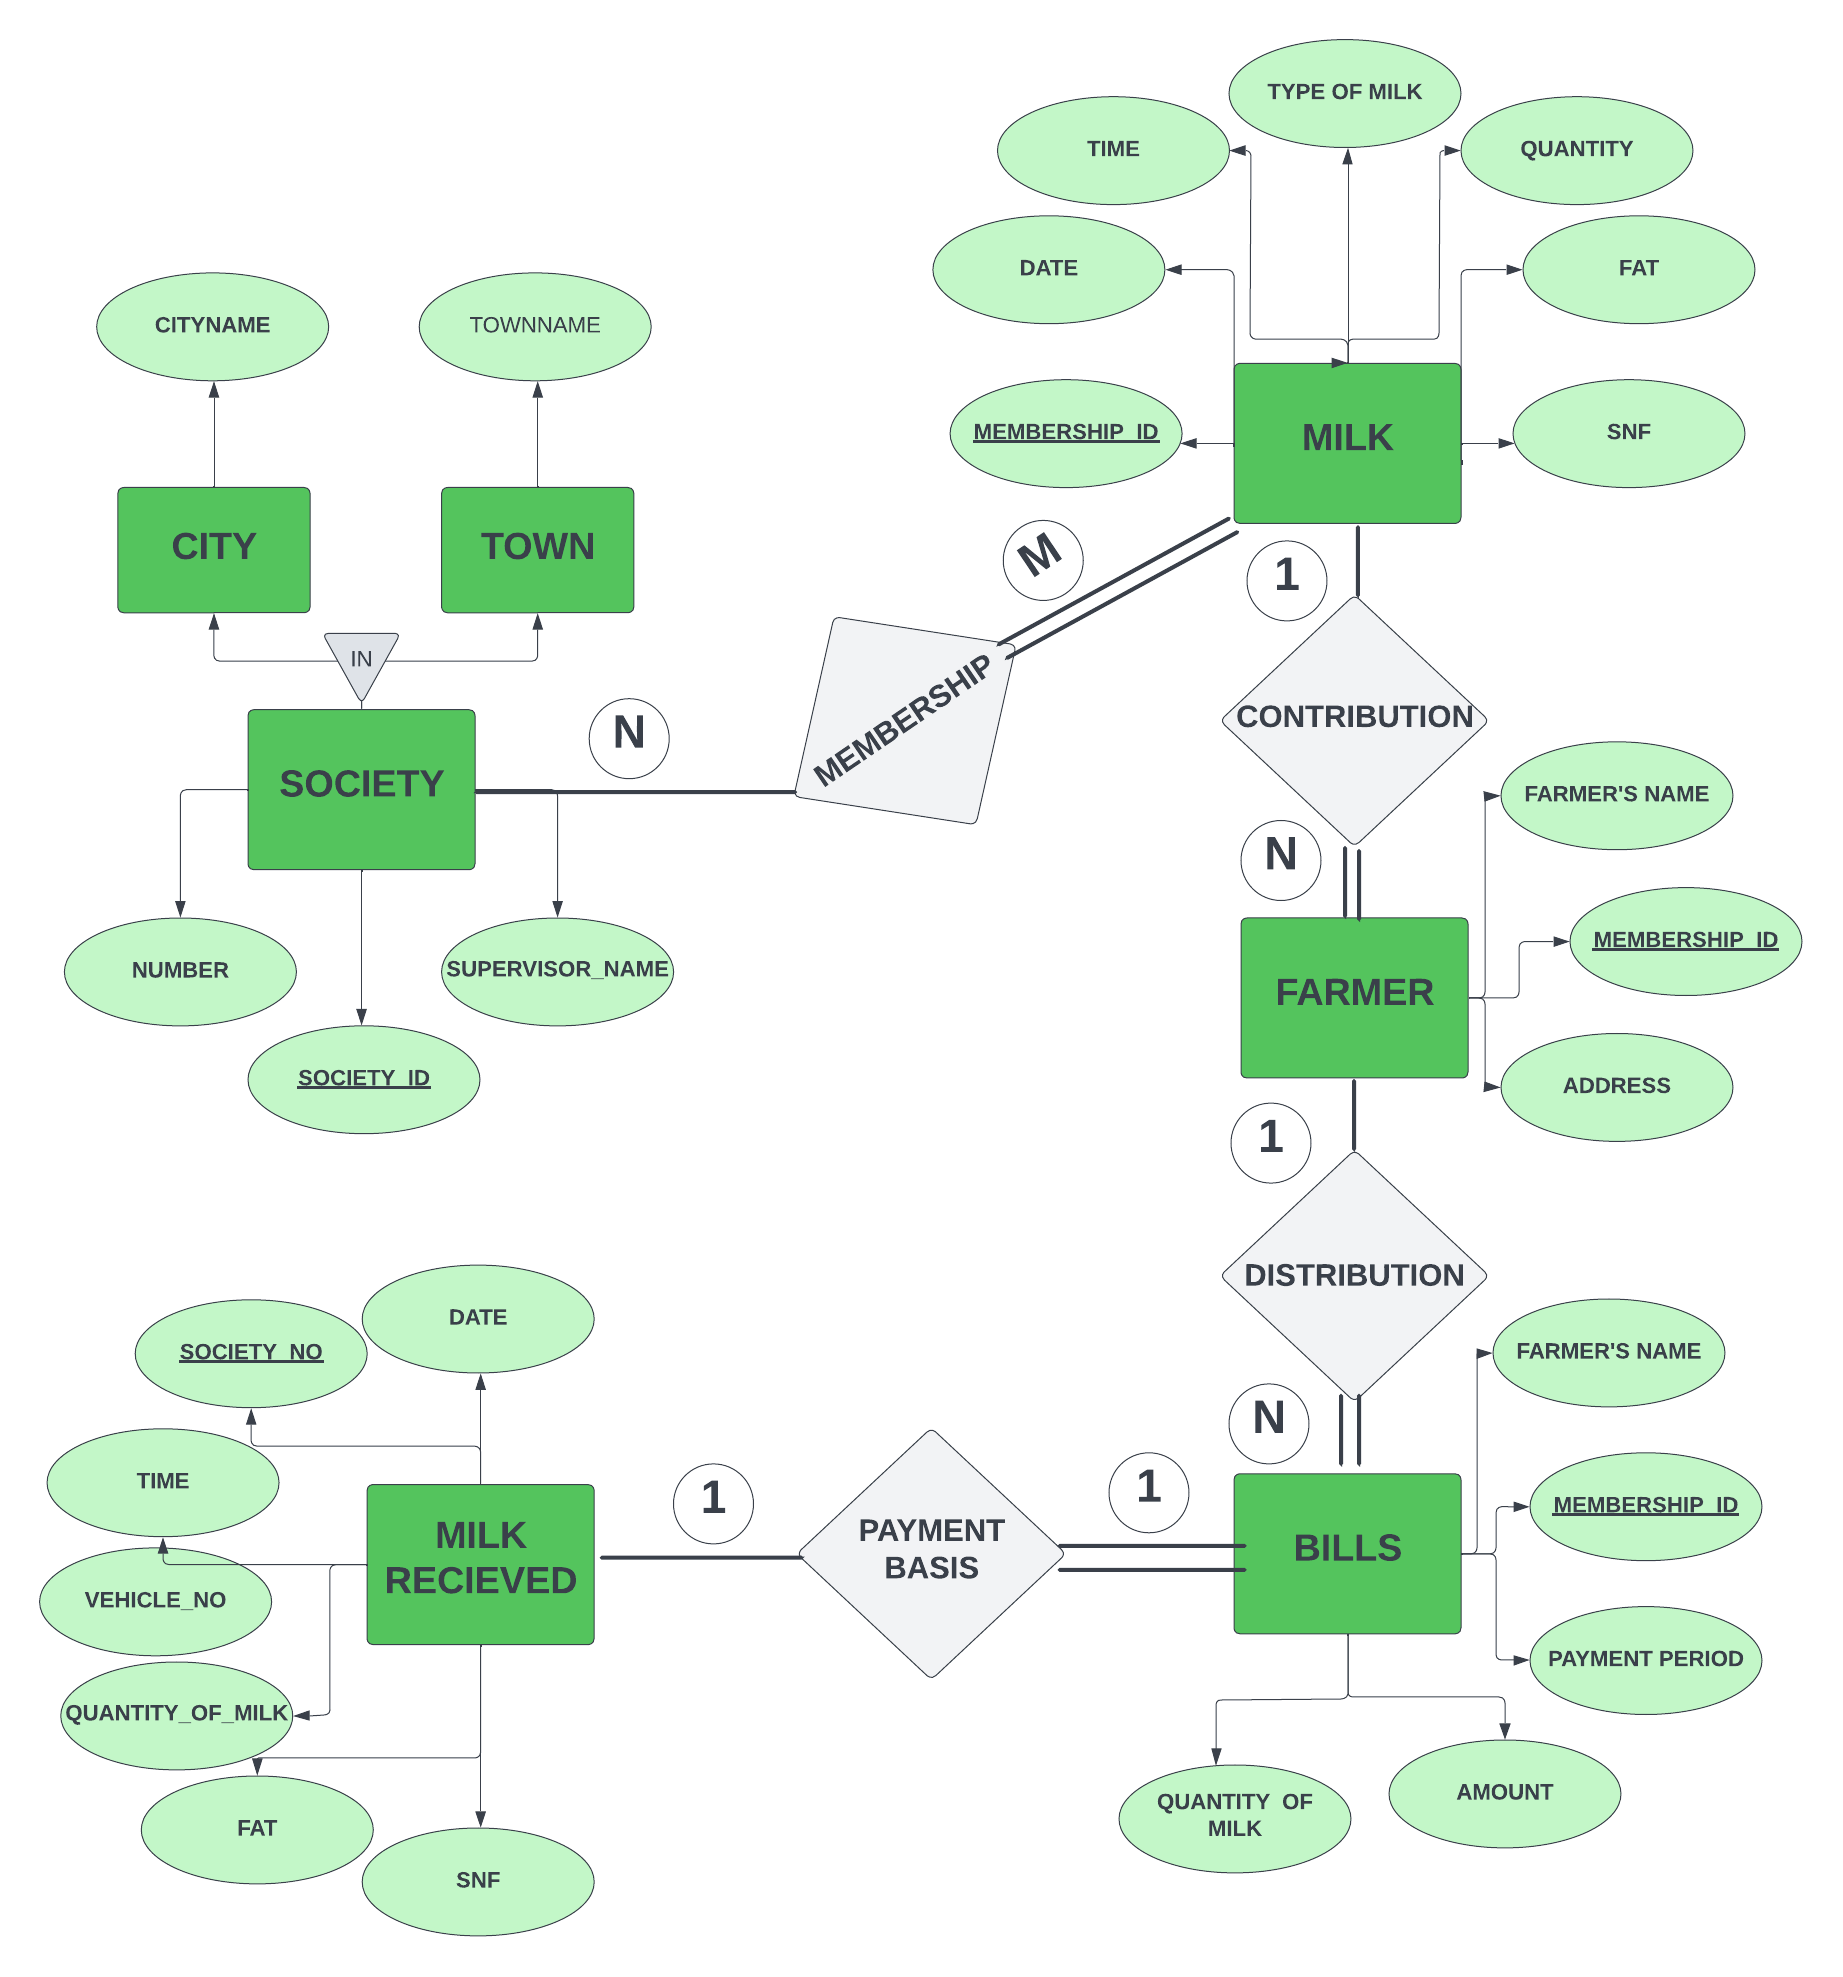 TYPE OF MILK
TIME
QUANTITY
DATE
FAT
CITYNAME
TOWNNAME
MEMBERSHIP_ID
MILK
SNF
CITY
TOWN
M
1
IN
MEMBERSHIP
CONTRIBUTION
N
SOCIETY
FARMER'S NAME
N
NUMBER
SUPERVISOR_NAME
MEMBERSHIP_ID
FARMER
SOCIETY_ID
ADDRESS
1
DISTRIBUTION
DATE
SOCIETY_NO
FARMER'S NAME
N
TIME
1
1
MEMBERSHIP_ID
MILK
RECIEVED
PAYMENT
BASIS
BILLS
VEHICLE_NO
PAYMENT PERIOD
QUANTITY_OF_MILK
AMOUNT
QUANTITY OF
MILK
FAT
SNF